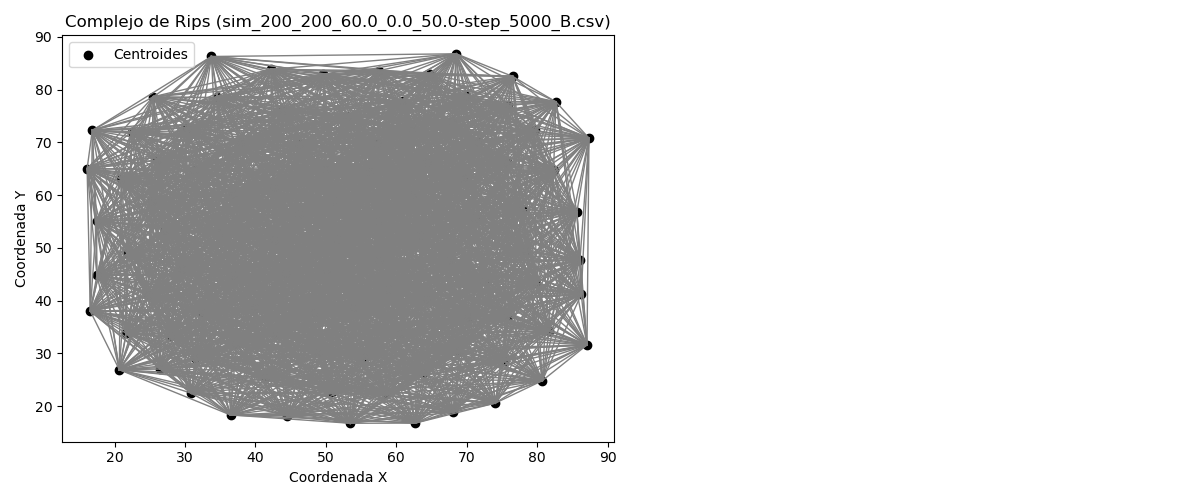 Complejo de Rips (sim_200_200_60.0_0.0_50.0-step_5000_B.csv)
Centroides
90
80
70
60
50
40
30
20
Coordenada Y
20 30 40 50 60 70 80 90
Coordenada X